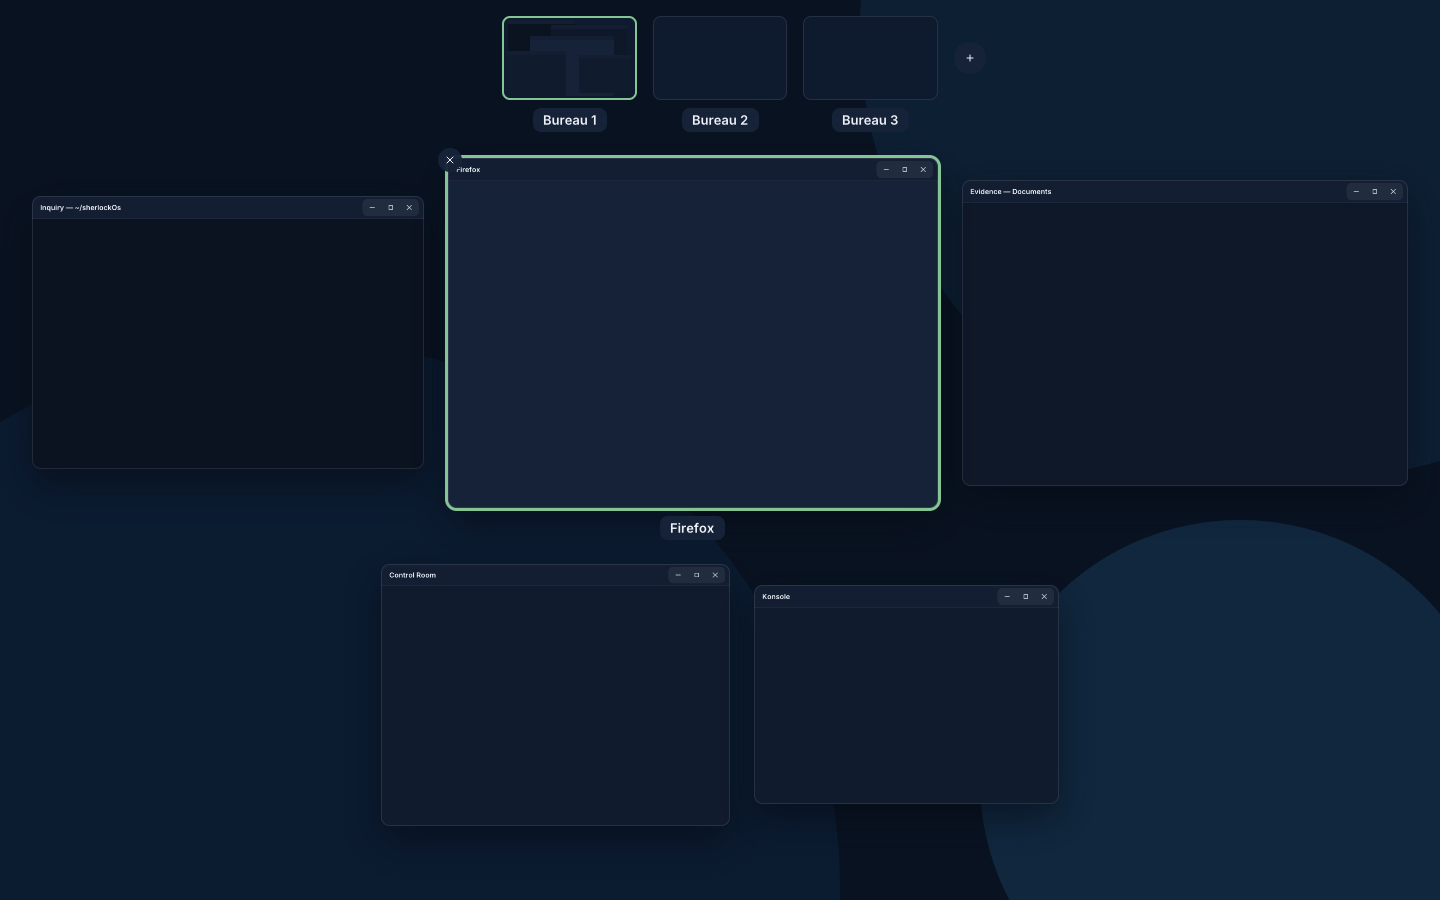 Bureau 1
Bureau 2
Bureau 3
Firefox
Evidence — Documents
Inquiry — ~/sherlockOs
Firefox
Control Room
Konsole